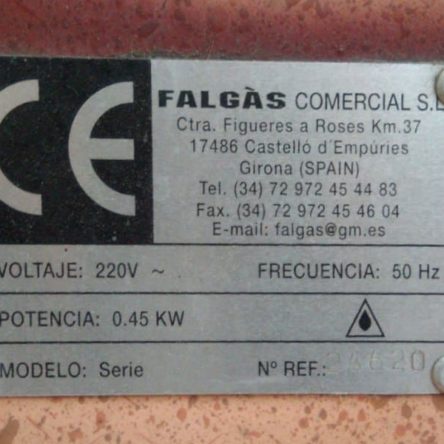 CE
FALGÀS COMERCIAL S.L
Ctra. Figueres a Roses Km.37
17486 Castelló d´Empúries
Girona (SPAIN)
Tel. (34) 72 972 45 44 83
Fax. (34) 72 972 45 46 04
E-mail: falgas@gm.es
VOLTAJE: 220V ~ FRECUENCIA: 50 Hz
POTENCIA: 0.45 KW
MODELO: Serie Nº REF.: